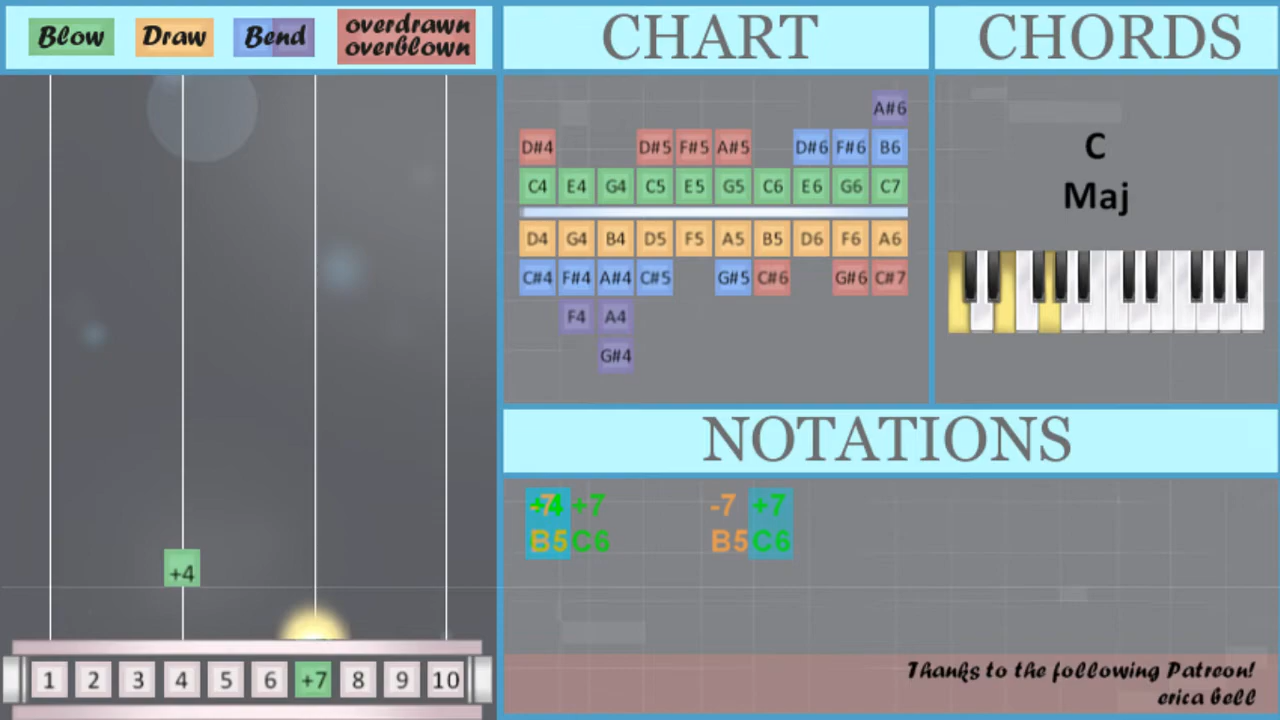 Blow Draw Bend overdrawn
overblown
CHART
CHORDS
A#6
D#4 D#5 F#5 A#5 D#6 F#6 B6
C4 E4 G4 C5 E5 G5 C6 E6 G6 C7
D4 G4 B4 D5 F5 A5 B5 D6 F6 A6
C#4 F#4 A#4 C#5 G#5 C#6 G#6 C#7
F4 A4
G#4
C
Maj
NOTATIONS
+7 -7 +7
B5 C6 B5 C6
+4
1 2 3 4 5 6 +7 8 9 10
Thanks to the following Patreon!
erica bell